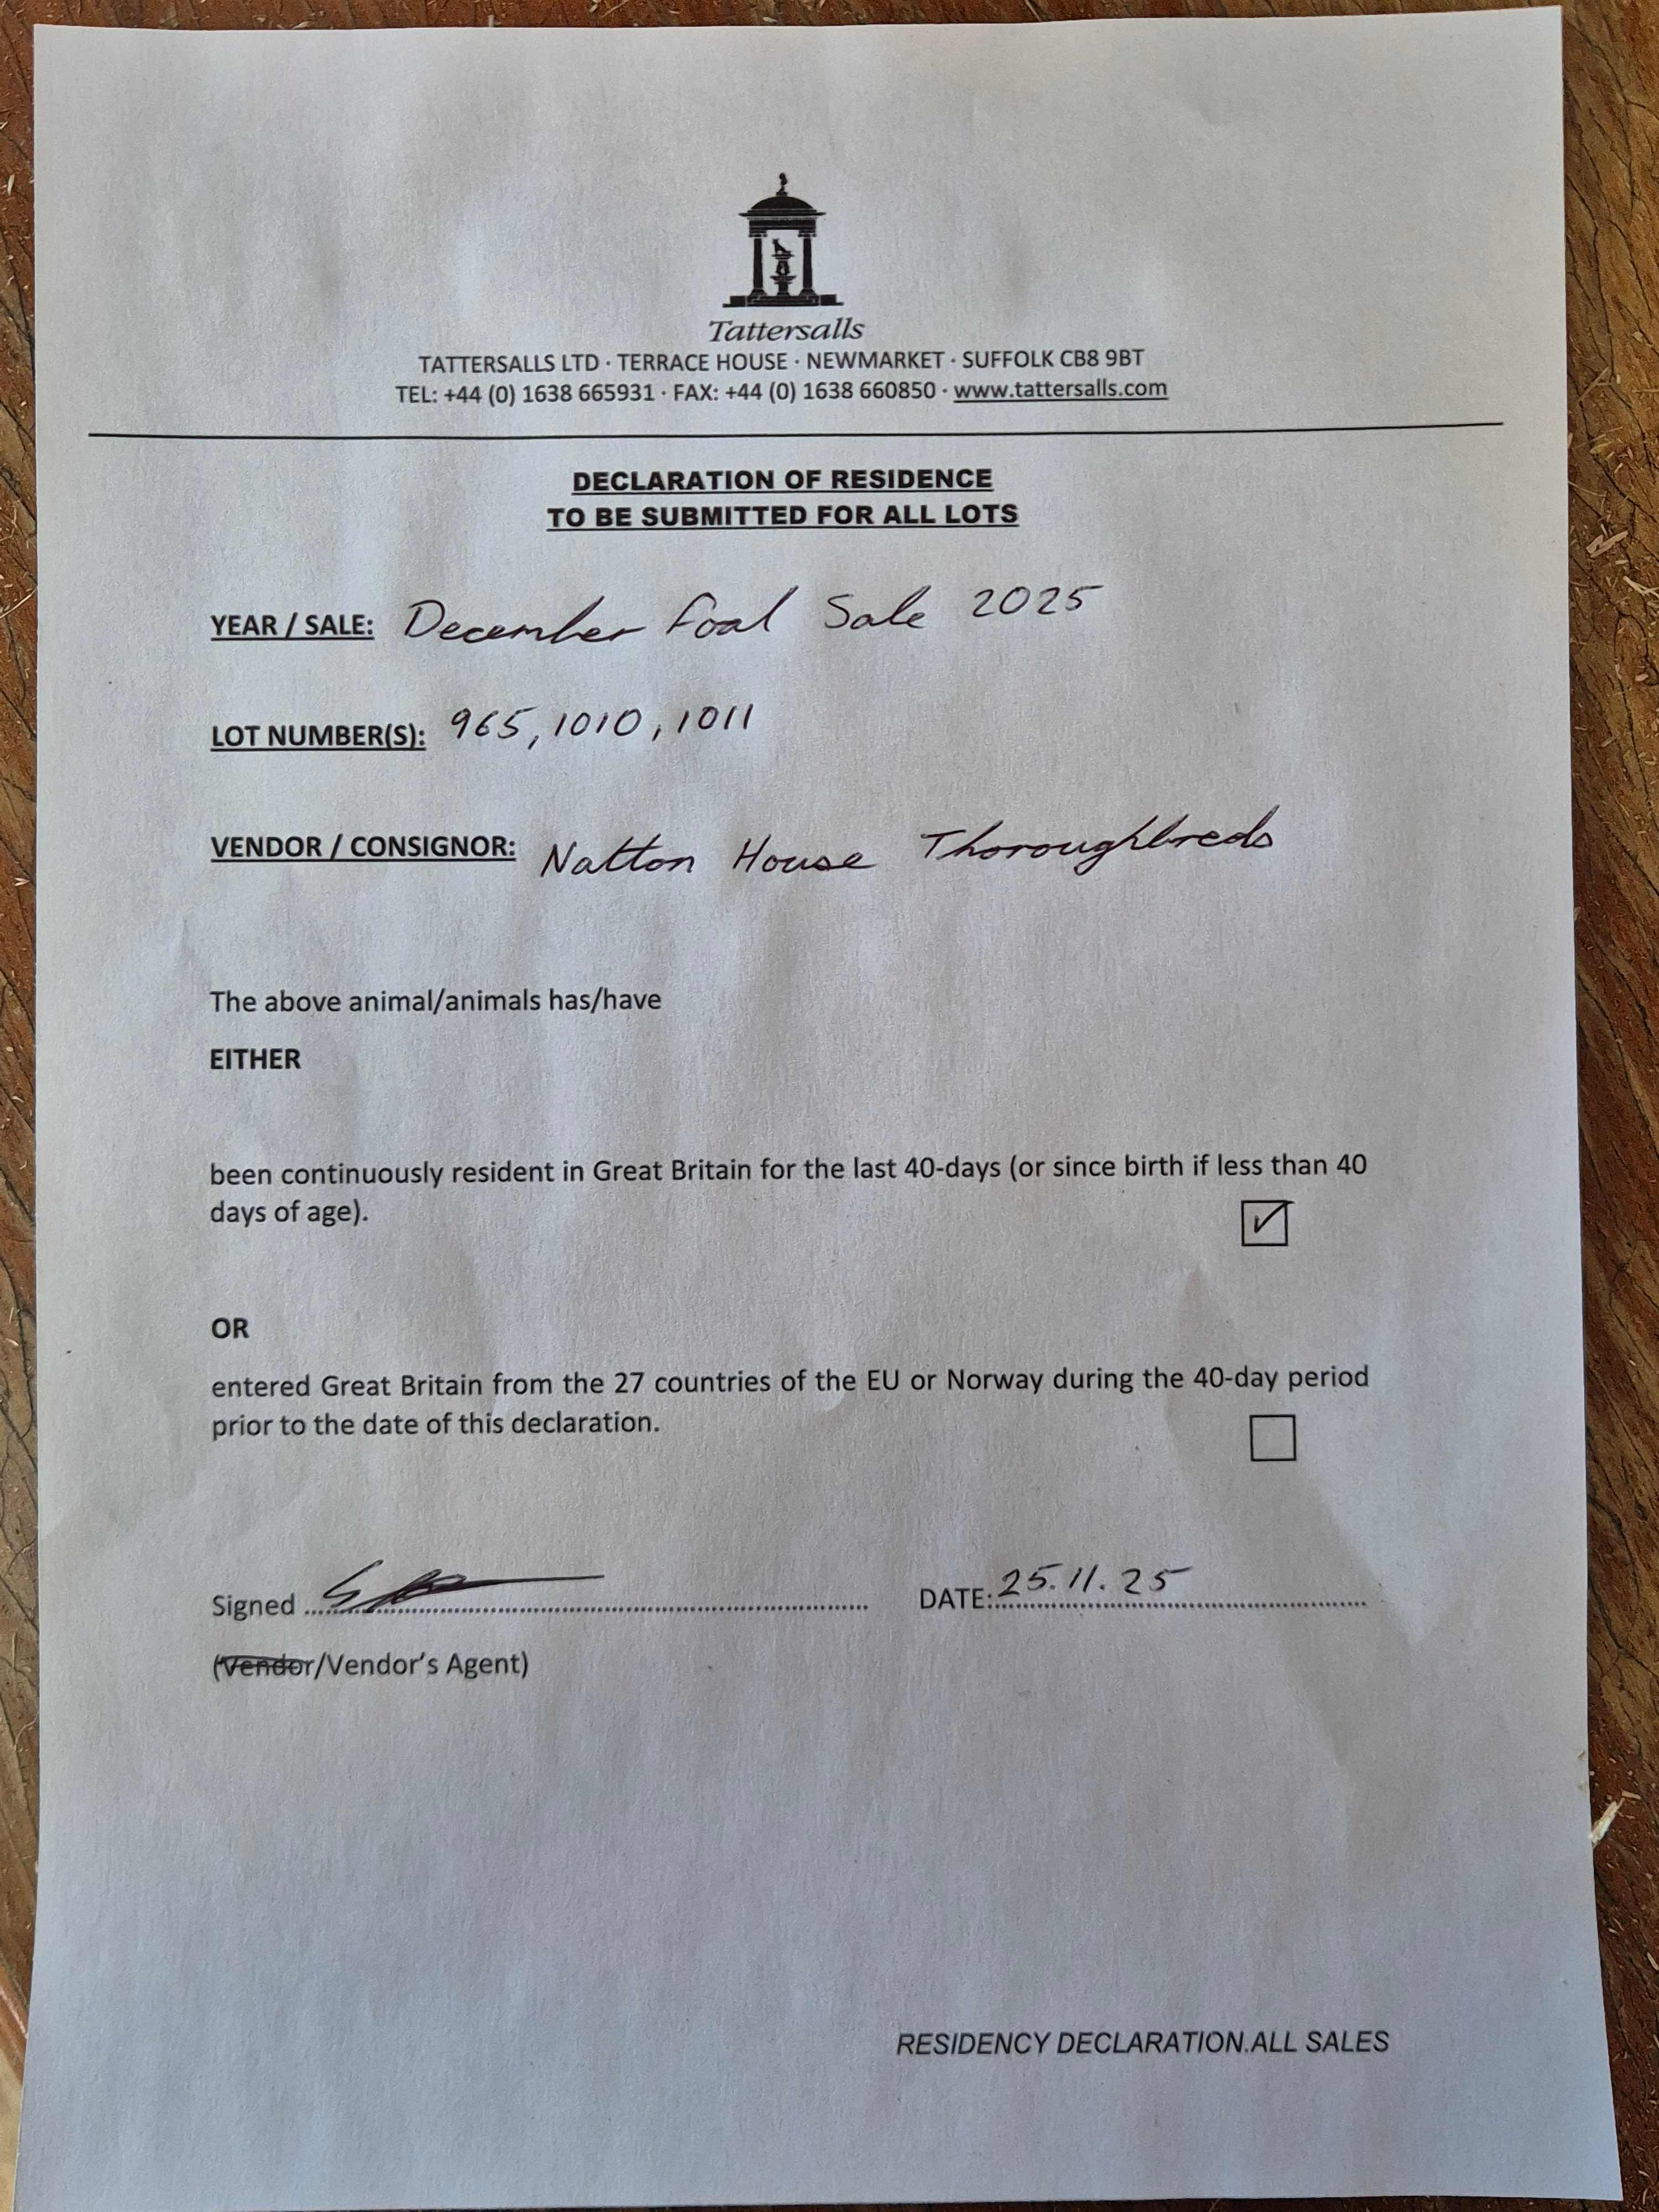 Tattersalls
TATTERSALLS LTD · TERRACE HOUSE · NEWMARKET · SUFFOLK CB8 9BT
TEL: +44 (0) 1638 665931 · FAX: +44 (0) 1638 660850 · www.tattersalls.com
DECLARATION OF RESIDENCE
TO BE SUBMITTED FOR ALL LOTS
YEAR / SALE: December Foal Sale 2025
LOT NUMBER(S): 965, 1010, 1011
VENDOR / CONSIGNOR: Natton House Thoroughbreds
The above animal/animals has/have
EITHER
been continuously resident in Great Britain for the last 40-days (or since birth if less than 40
days of age).
OR
entered Great Britain from the 27 countries of the EU or Norway during the 40-day period
prior to the date of this declaration.
Signed DATE: 25.11.25
(Vendor/Vendor's Agent)
RESIDENCY DECLARATION.ALL SALES